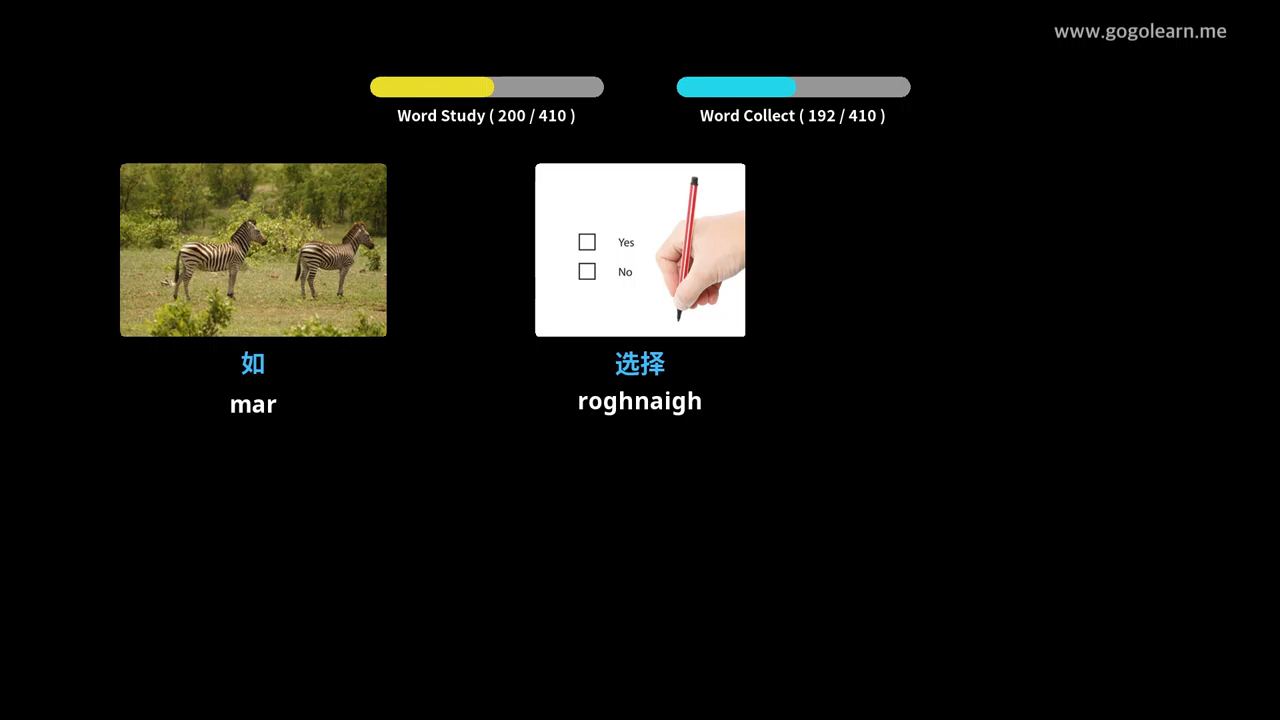 www.gogolearn.me
Word Study ( 200 / 410 )
Word Collect ( 192 / 410 )
Yes
No
如
mar
选择
roghnaigh